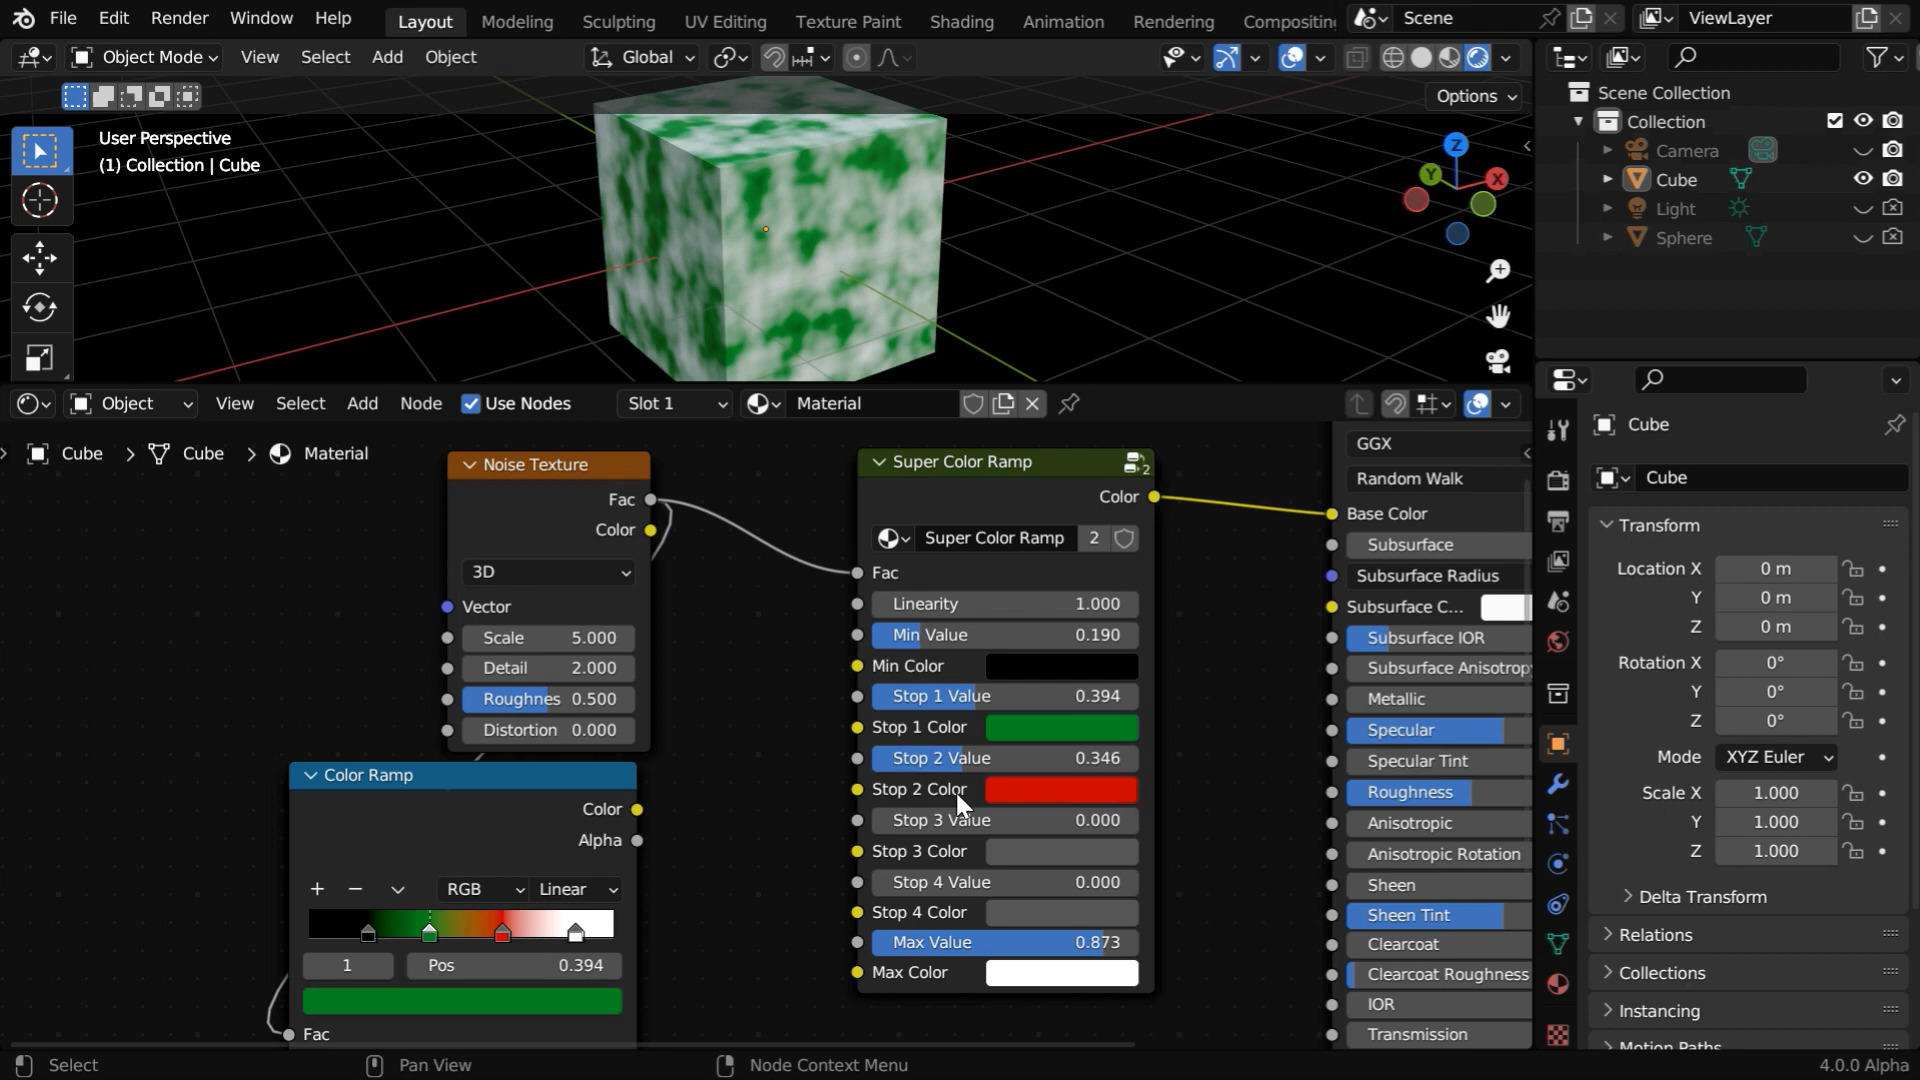 File Edit Render Window Help Layout Modeling Sculpting UV Editing Texture Paint Shading Animation Rendering Compositin Scene ViewLayer
Object Mode View Select Add Object Global
Options
User Perspective
(1) Collection | Cube
Z
Y
X
Scene Collection
Collection
Camera
Cube
Light
Sphere
Object View Select Add Node Use Nodes Slot 1 Material
Cube Cube Material
Noise Texture
Fac
Color
3D
Vector
Scale 5.000
Detail 2.000
Roughnes 0.500
Distortion 0.000
Color Ramp
Color
Alpha
RGB Linear
1 Pos 0.394
Fac
Super Color Ramp 2
Color
Super Color Ramp 2
Fac
Linearity 1.000
Min Value 0.190
Min Color
Stop 1 Value 0.394
Stop 1 Color
Stop 2 Value 0.346
Stop 2 Color
Stop 3 Value 0.000
Stop 3 Color
Stop 4 Value 0.000
Stop 4 Color
Max Value 0.873
Max Color
GGX
Random Walk
Base Color
Subsurface
Subsurface Radius
Subsurface C...
Subsurface IOR
Subsurface Anisotropy
Metallic
Specular
Specular Tint
Roughness
Anisotropic
Anisotropic Rotation
Sheen
Sheen Tint
Clearcoat
Clearcoat Roughness
IOR
Transmission
Cube
Cube
Transform
Location X 0 m
Y 0 m
Z 0 m
Rotation X 0°
Y 0°
Z 0°
Mode XYZ Euler
Scale X 1.000
Y 1.000
Z 1.000
Delta Transform
Relations
Collections
Instancing
Motion Paths
Select Pan View Node Context Menu 4.0.0 Alpha